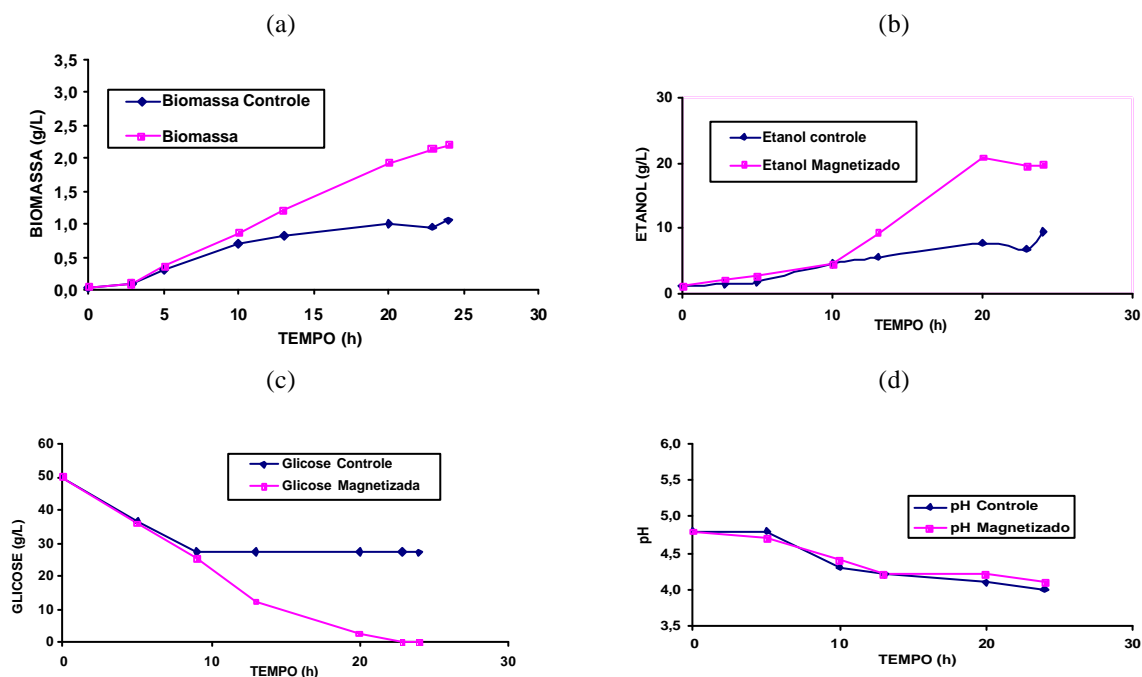 (a)
3,5
3,0
2,5
2,0
1,5
1,0
0,5
0,0
BIOMASSA (g/L)
Biomassa Controle
Biomassa
0 5 10 15 20 25 30
TEMPO (h)
(b)
30
20
10
0
ETANOL (g/L)
Etanol controle
Etanol Magnetizado
0 10 20 30
TEMPO (h)
(c)
60
50
40
30
20
10
0
GLICOSE (g/L)
Glicose Controle
Glicose Magnetizada
0 10 20 30
TEMPO (h)
(d)
6,0
5,5
5,0
4,5
4,0
3,5
pH
pH Controle
pH Magnetizado
0 10 20 30
TEMPO (h)